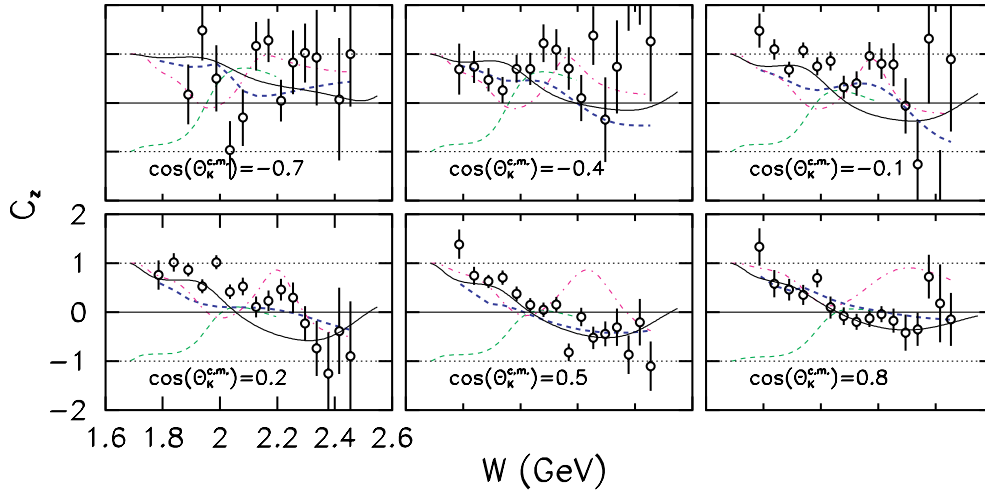 cos(Θ_K^c.m.)=−0.7
cos(Θ_K^c.m.)=−0.4
cos(Θ_K^c.m.)=−0.1
C_z
2
1
0
−1
−2
cos(Θ_K^c.m.)=0.2
cos(Θ_K^c.m.)=0.5
cos(Θ_K^c.m.)=0.8
1.6 1.8 2 2.2 2.4 2.6
W (GeV)